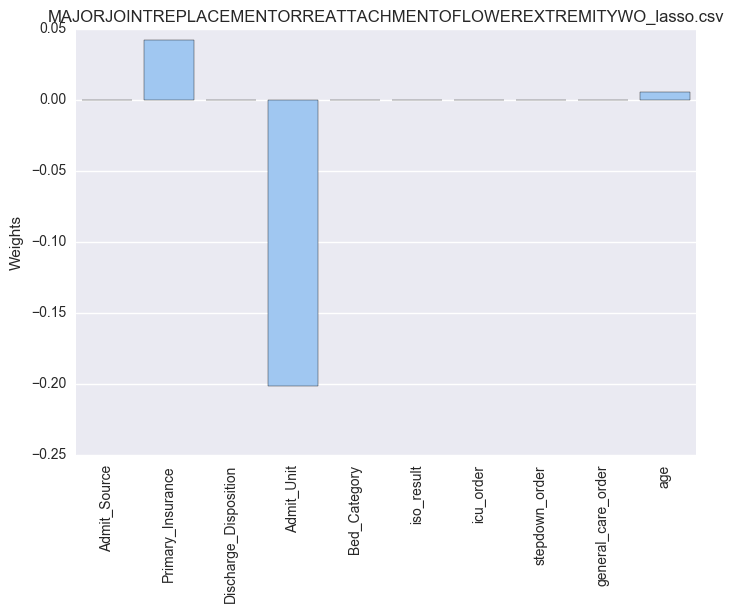 MAJORJOINTREPLACEMENTORREATTACHMENTOFLOWEREXTREMITYWO_lasso.csv
0.05
0.00
−0.05
−0.10
−0.15
−0.20
−0.25
Weights
Admit_Source
Primary_Insurance
Discharge_Disposition
Admit_Unit
Bed_Category
iso_result
icu_order
stepdown_order
general_care_order
age